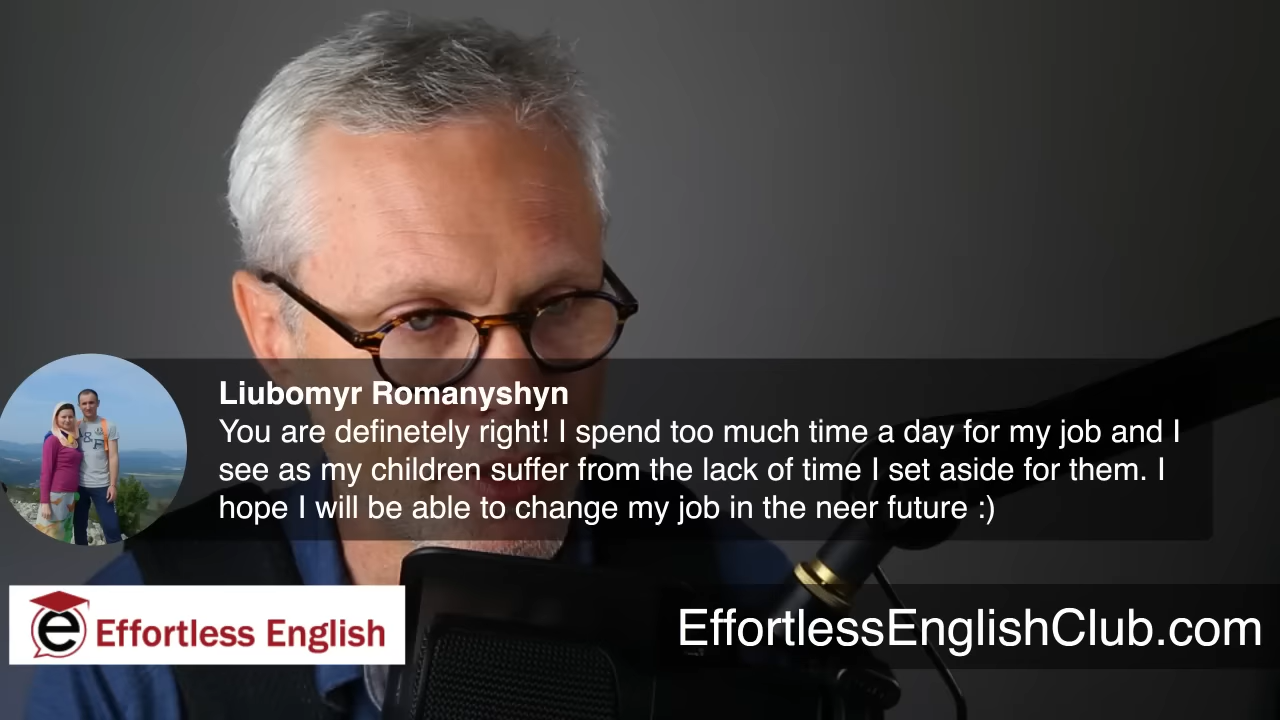 Liubomyr Romanyshyn
You are definetely right! I spend too much time a day for my job and I
see as my children suffer from the lack of time I set aside for them. I
hope I will be able to change my job in the neer future :)
e Effortless English
EffortlessEnglishClub.com